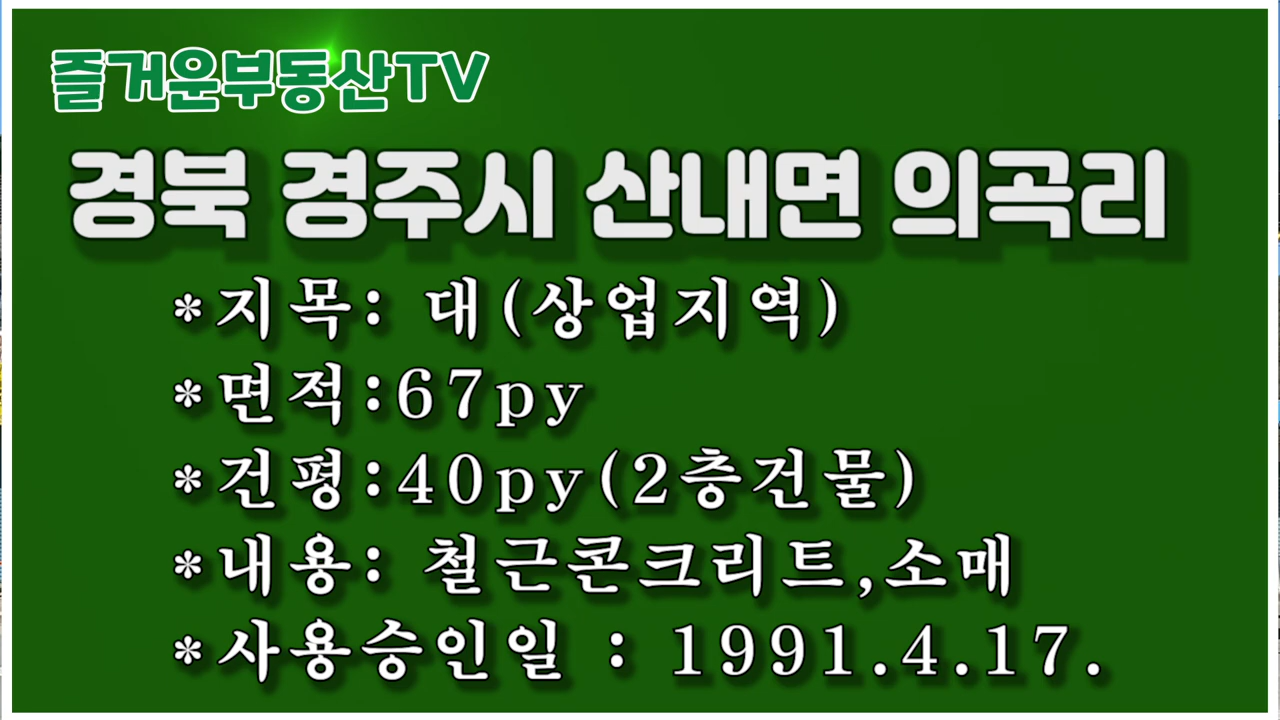 즐거운부동산TV
경북 경주시 산내면 의곡리
*지목: 대(상업지역)
*면적:67py
*건평:40py(2층건물)
*내용: 철근콘크리트,소매
*사용승인일 : 1991.4.17.